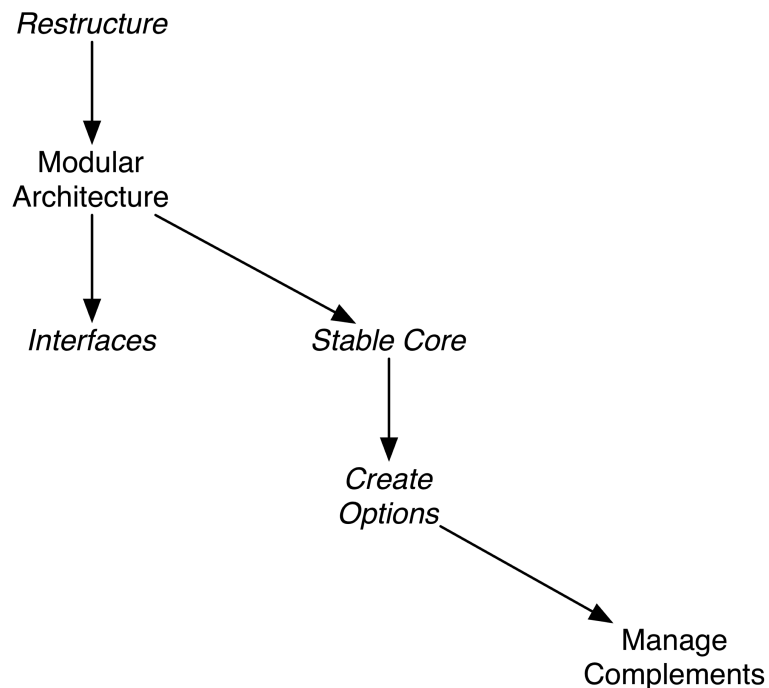 Restructure
Modular
Architecture
Interfaces
Stable Core
Create
Options
Manage
Complements